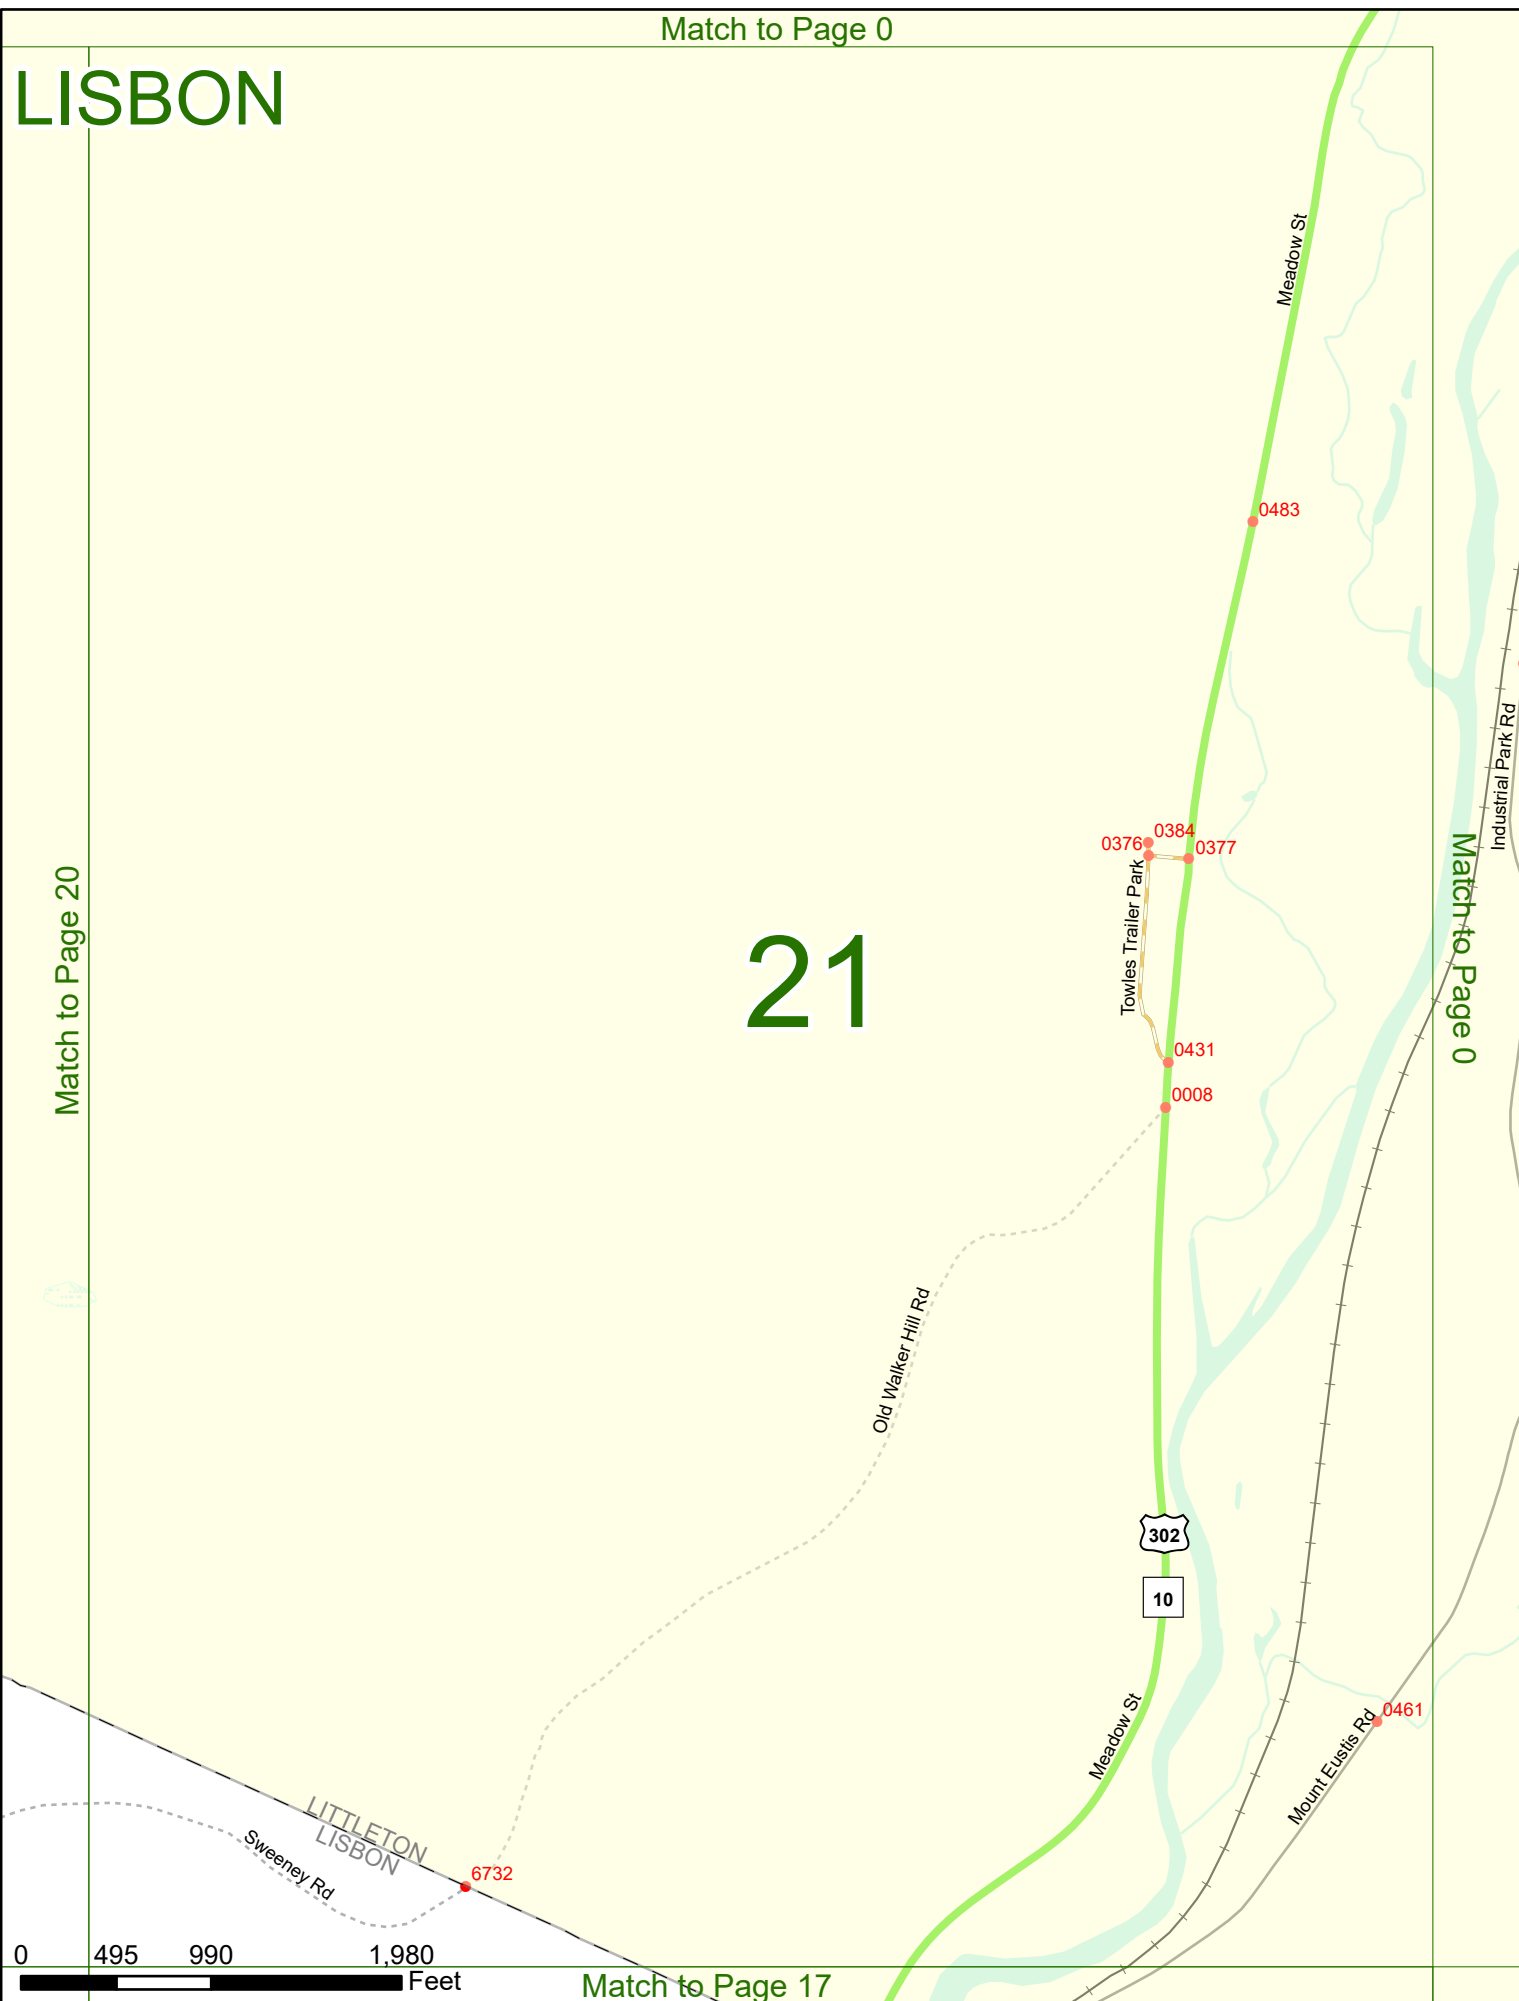 Match to Page 0
LISBON
Meadow St
0483
Industrial Park Rd
0384
0376
0377
Towles Trailer Park
Match to Page 20
21
Match to Page 0
0431
0008
Old Walker Hill Rd
302
10
Meadow St
0461
Mount Eustis Rd
LITTLETON
LISBON
Sweeney Rd
6732
0 495 990 1,980
Feet
Match to Page 17